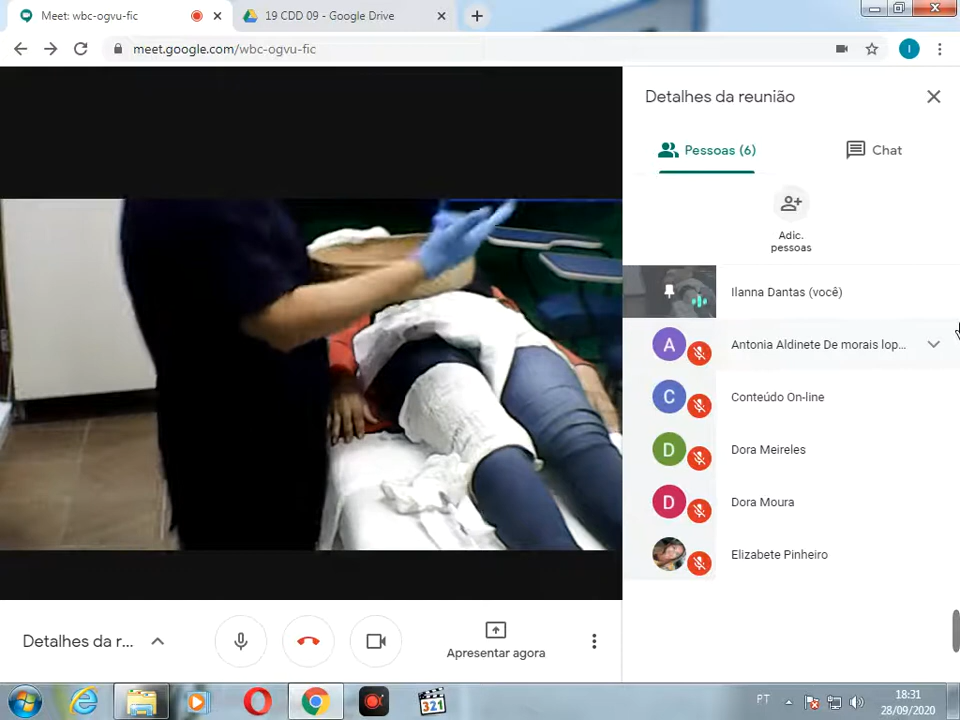 Meet: wbc-ogvu-fic
19 CDD 09 - Google Drive
meet.google.com/wbc-ogvu-fic
I
Detalhes da reunião
Pessoas (6)
Chat
Adic.
pessoas
Ilanna Dantas (você)
A
Antonia Aldinete De morais lop...
C
Conteúdo On-line
D
Dora Meireles
D
Dora Moura
Elizabete Pinheiro
Detalhes da r...
Apresentar agora
321
PT
18:31
28/09/2020